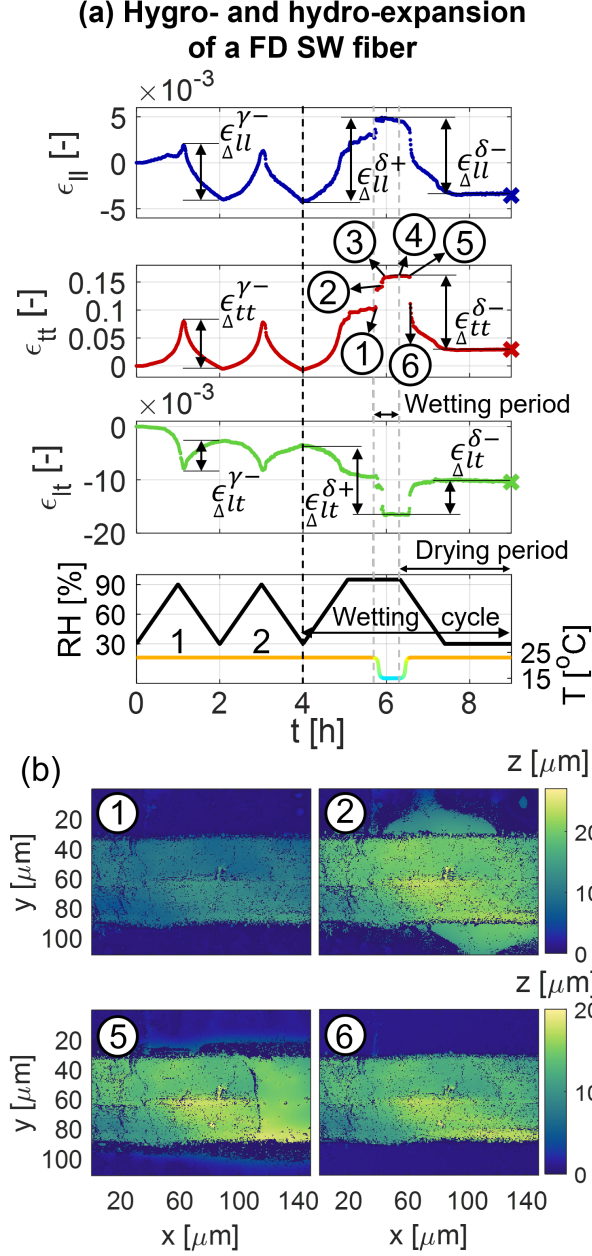 (a) Hygro- and hydro-expansion
of a FD SW fiber
×10⁻³
5
0
-5
ϵ_ll [-]
ϵ_Δll^γ−
ϵ_Δll^δ+
ϵ_Δll^δ−
3
4
5
2
1
6
0.15
0.1
0.05
0
ϵ_tt [-]
ϵ_Δtt^γ−
ϵ_Δtt^δ−
×10⁻³
Wetting period
0
-10
-20
ϵ_lt [-]
ϵ_Δlt^γ−
ϵ_Δlt^δ+
ϵ_Δlt^δ−
Drying period
90
60
30
RH [%]
1
2
Wetting cycle
25
15
T [°C]
0
2
4
6
8
t [h]
(b)
z [μm]
1
2
20
40
60
80
100
y [μm]
20
10
0
z [μm]
5
6
20
40
60
80
100
y [μm]
20
10
0
20
60
100
140
x [μm]
20
60
100
140
x [μm]